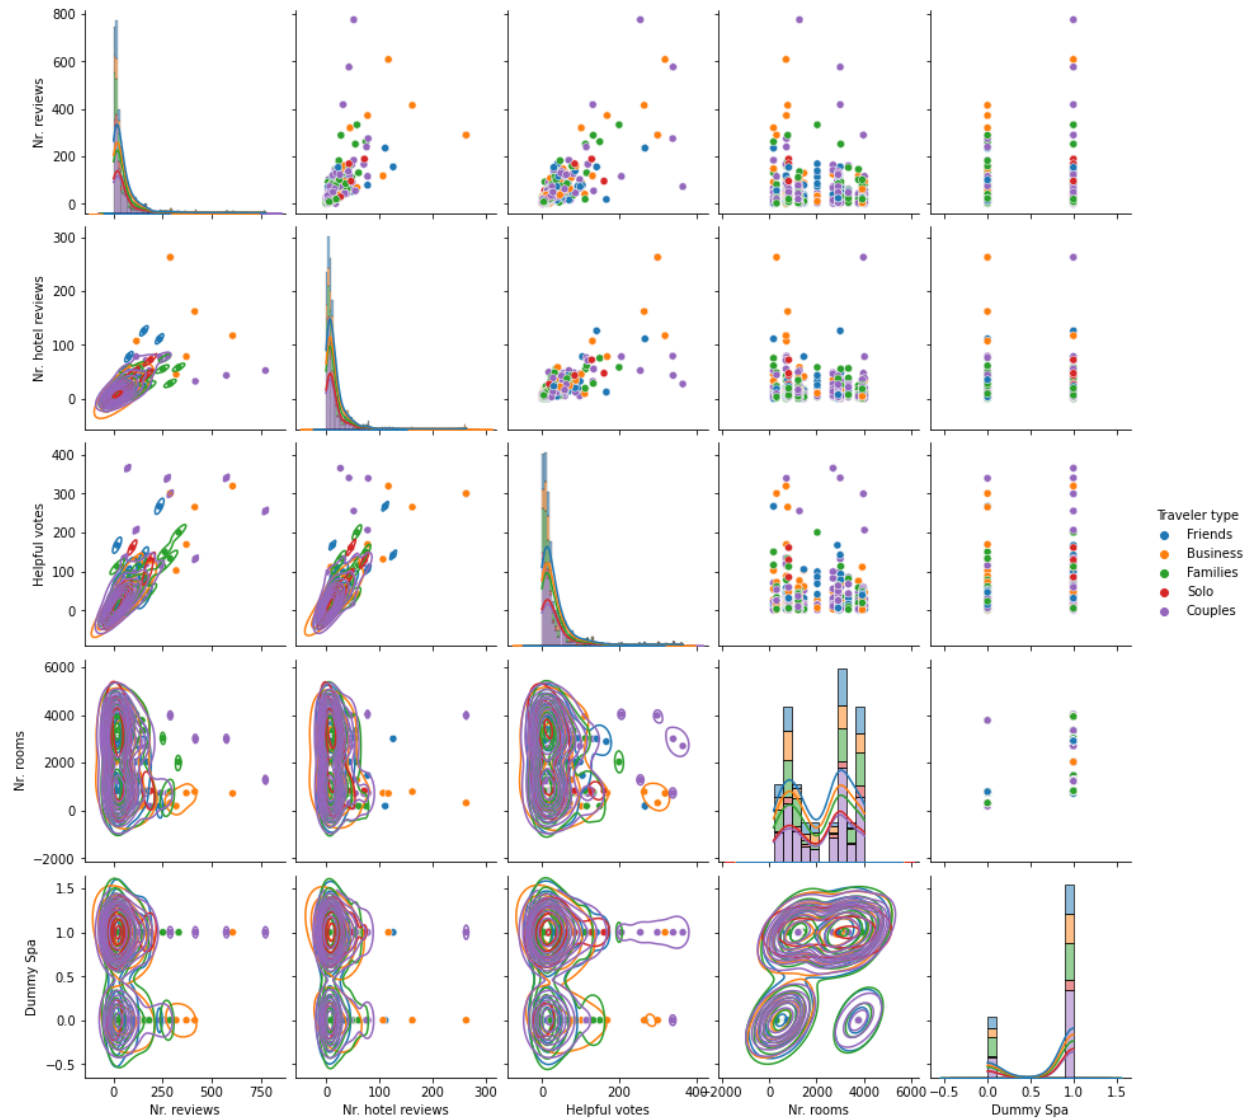 800
600
400
200
0
Nr. reviews
300
200
100
0
Nr. hotel reviews
400
300
200
100
0
Helpful votes
Traveler type
Friends
Business
Families
Solo
Couples
6000
4000
2000
0
−2000
Nr. rooms
1.5
1.0
0.5
0.0
−0.5
Dummy Spa
0 250 500 750
Nr. reviews
0 100 200 300
Nr. hotel reviews
0 200 400
Helpful votes
−2000 0 2000 4000 6000
Nr. rooms
−0.5 0.0 0.5 1.0 1.5
Dummy Spa